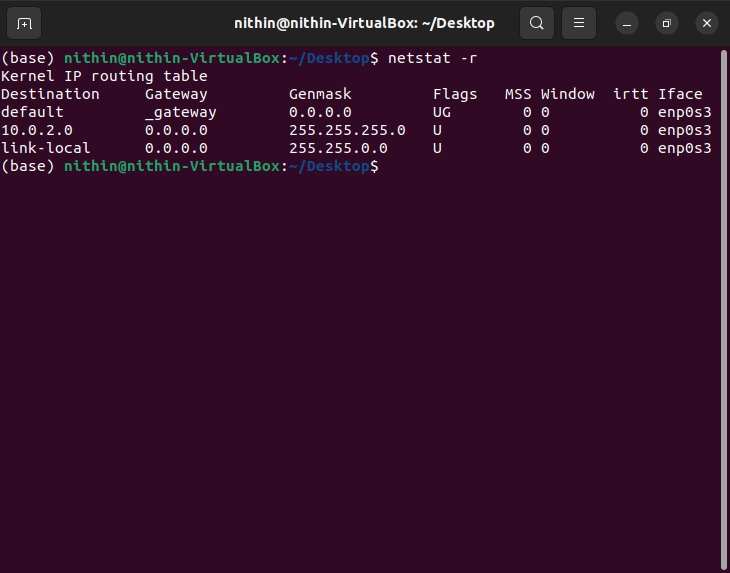 nithin@nithin-VirtualBox: ~/Desktop
(base) nithin@nithin-VirtualBox:~/Desktop$ netstat -r
Kernel IP routing table
Destination     Gateway         Genmask         Flags   MSS Window  irtt Iface
default         _gateway        0.0.0.0         UG        0 0          0 enp0s3
10.0.2.0        0.0.0.0         255.255.255.0   U         0 0          0 enp0s3
link-local      0.0.0.0         255.255.0.0     U         0 0          0 enp0s3
(base) nithin@nithin-VirtualBox:~/Desktop$